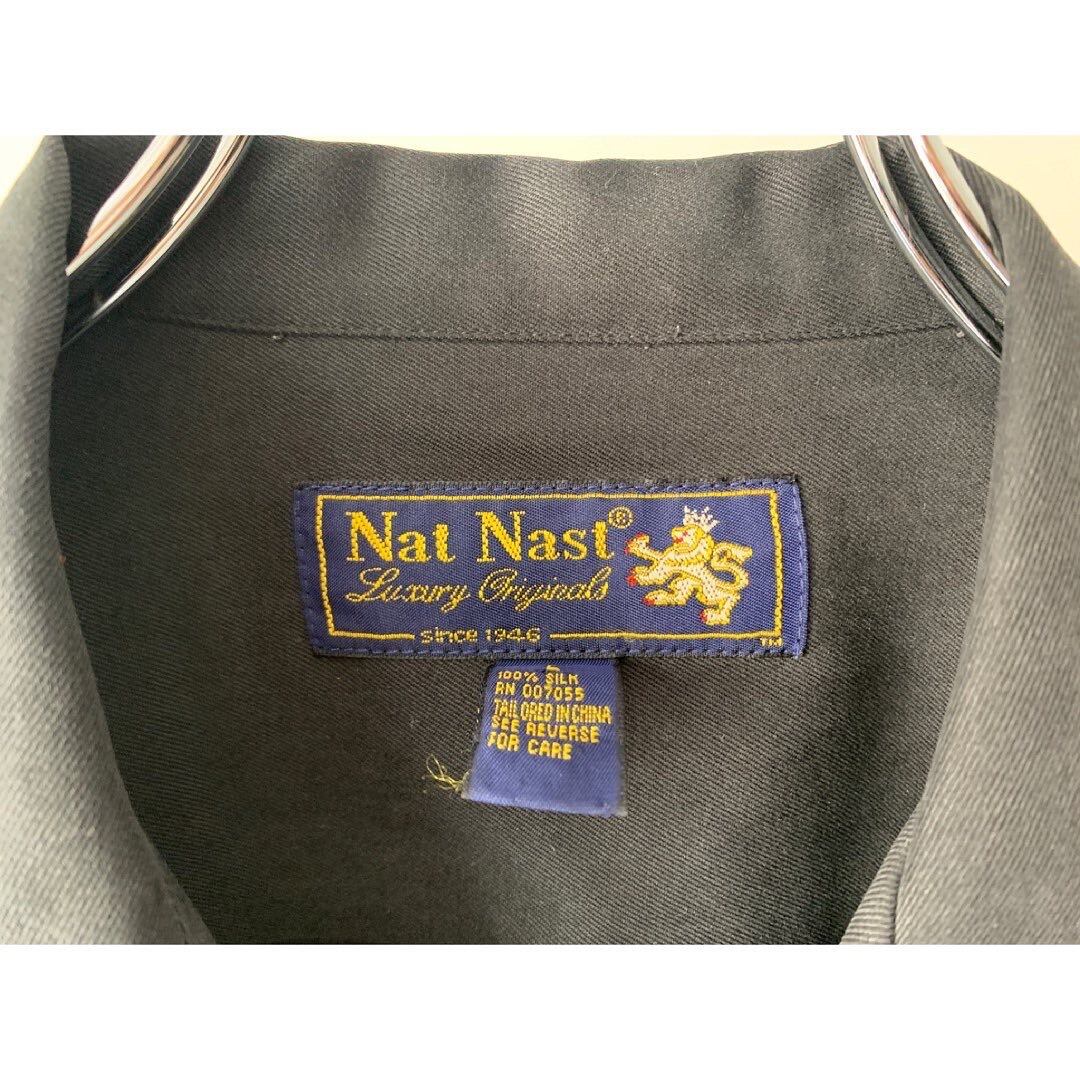 Nat Nast®
Luxury Originals
since 1946
TM
100% SILK
RN 007055
TAILORED IN CHINA
SEE REVERSE
FOR CARE